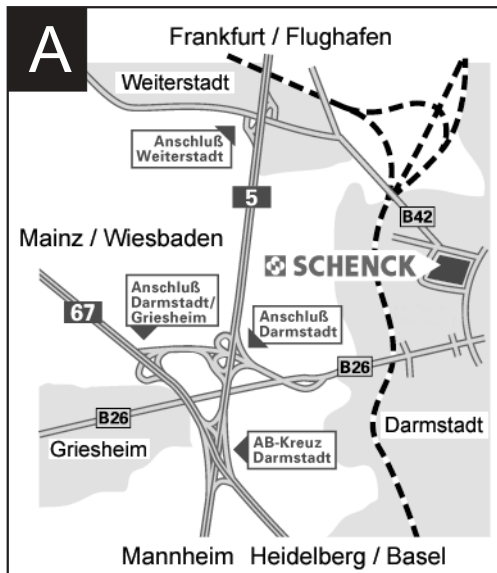 A
Frankfurt / Flughafen
Weiterstadt
Anschluß
Weiterstadt
5
B42
Mainz / Wiesbaden
SCHENCK
67
Anschluß
Darmstadt/
Griesheim
Anschluß
Darmstadt
B26
B26
Griesheim
AB-Kreuz
Darmstadt
Darmstadt
Mannheim Heidelberg / Basel